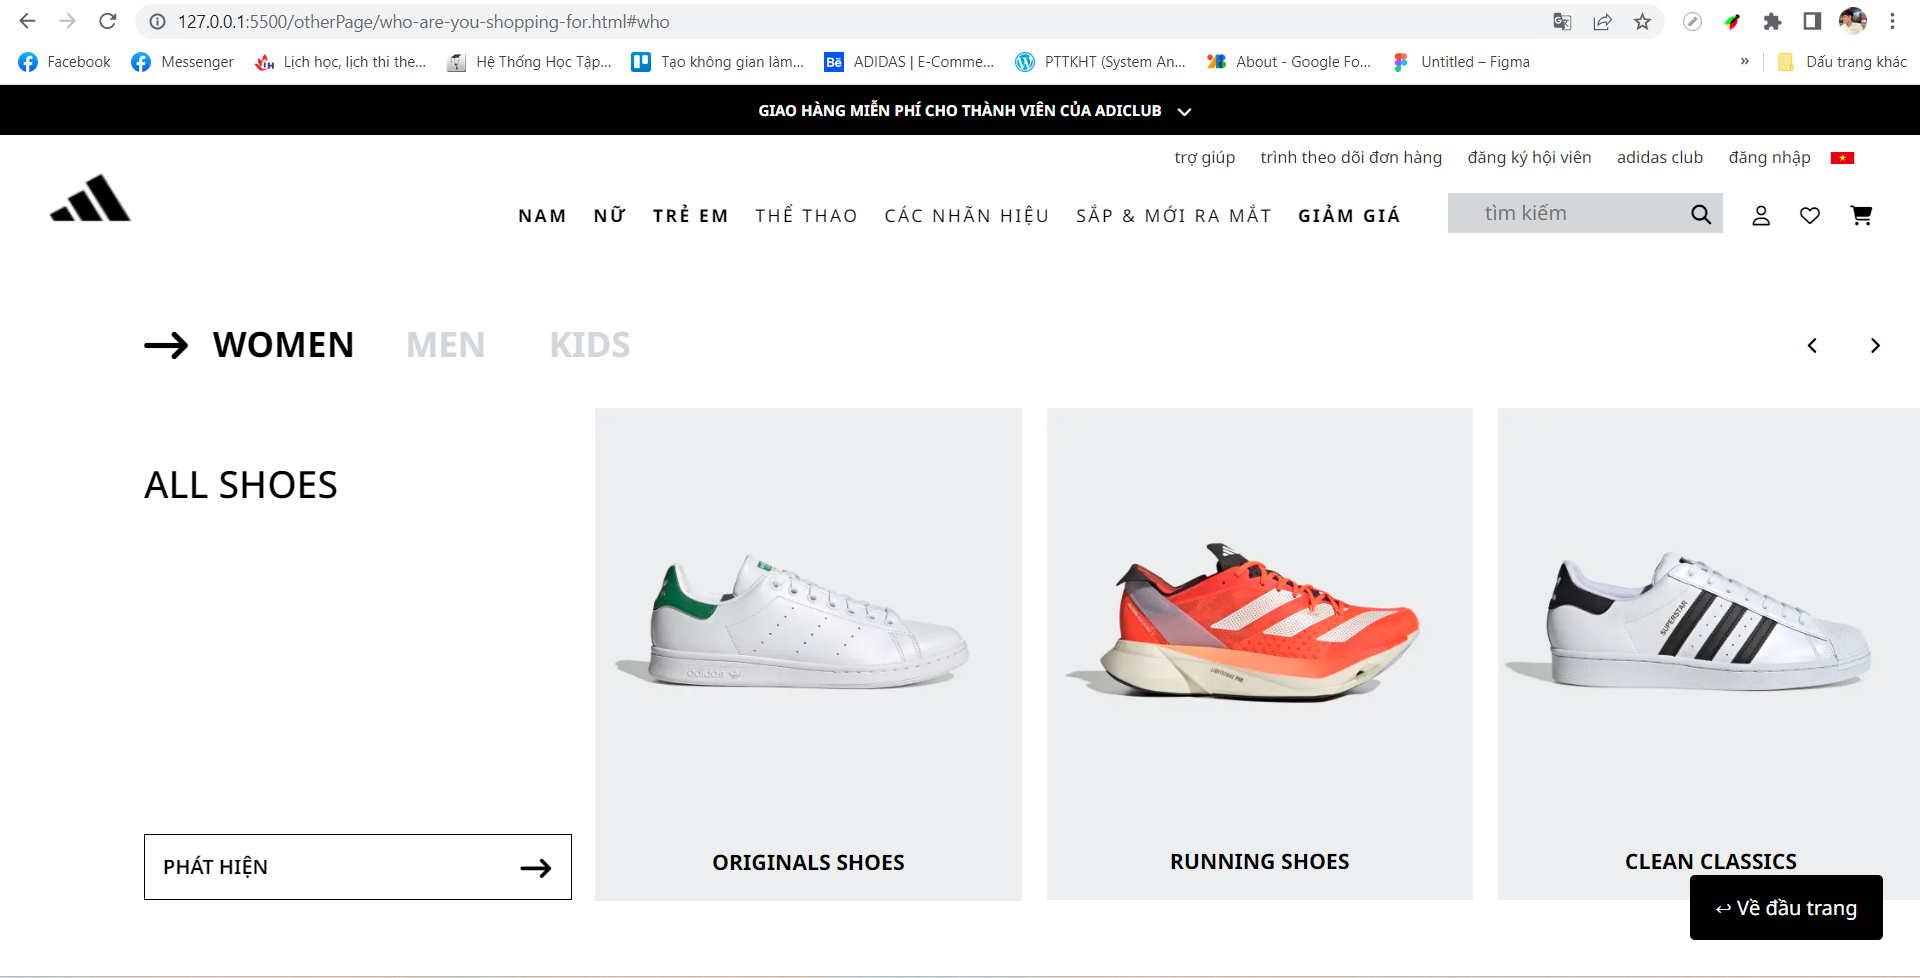 127.0.0.1:5500/otherPage/who-are-you-shopping-for.html#who
Facebook Messenger Lịch học, lịch thi the... Hệ Thống Học Tập... Tạo không gian làm... Bē ADIDAS | E-Comme... PTTKHT (System An... About - Google Fo... Untitled – Figma » Dấu trang khác
GIAO HÀNG MIỄN PHÍ CHO THÀNH VIÊN CỦA ADICLUB
trợ giúp trình theo dõi đơn hàng đăng ký hội viên adidas club đăng nhập
NAM NỮ TRẺ EM THỂ THAO CÁC NHÃN HIỆU SẮP & MỚI RA MẮT GIẢM GIÁ tìm kiếm
WOMEN MEN KIDS
ALL SHOES
adidas
LIGHTSTRIKE PRO
SUPERSTAR
PHÁT HIỆN
ORIGINALS SHOES
RUNNING SHOES
CLEAN CLASSICS
↩ Về đầu trang